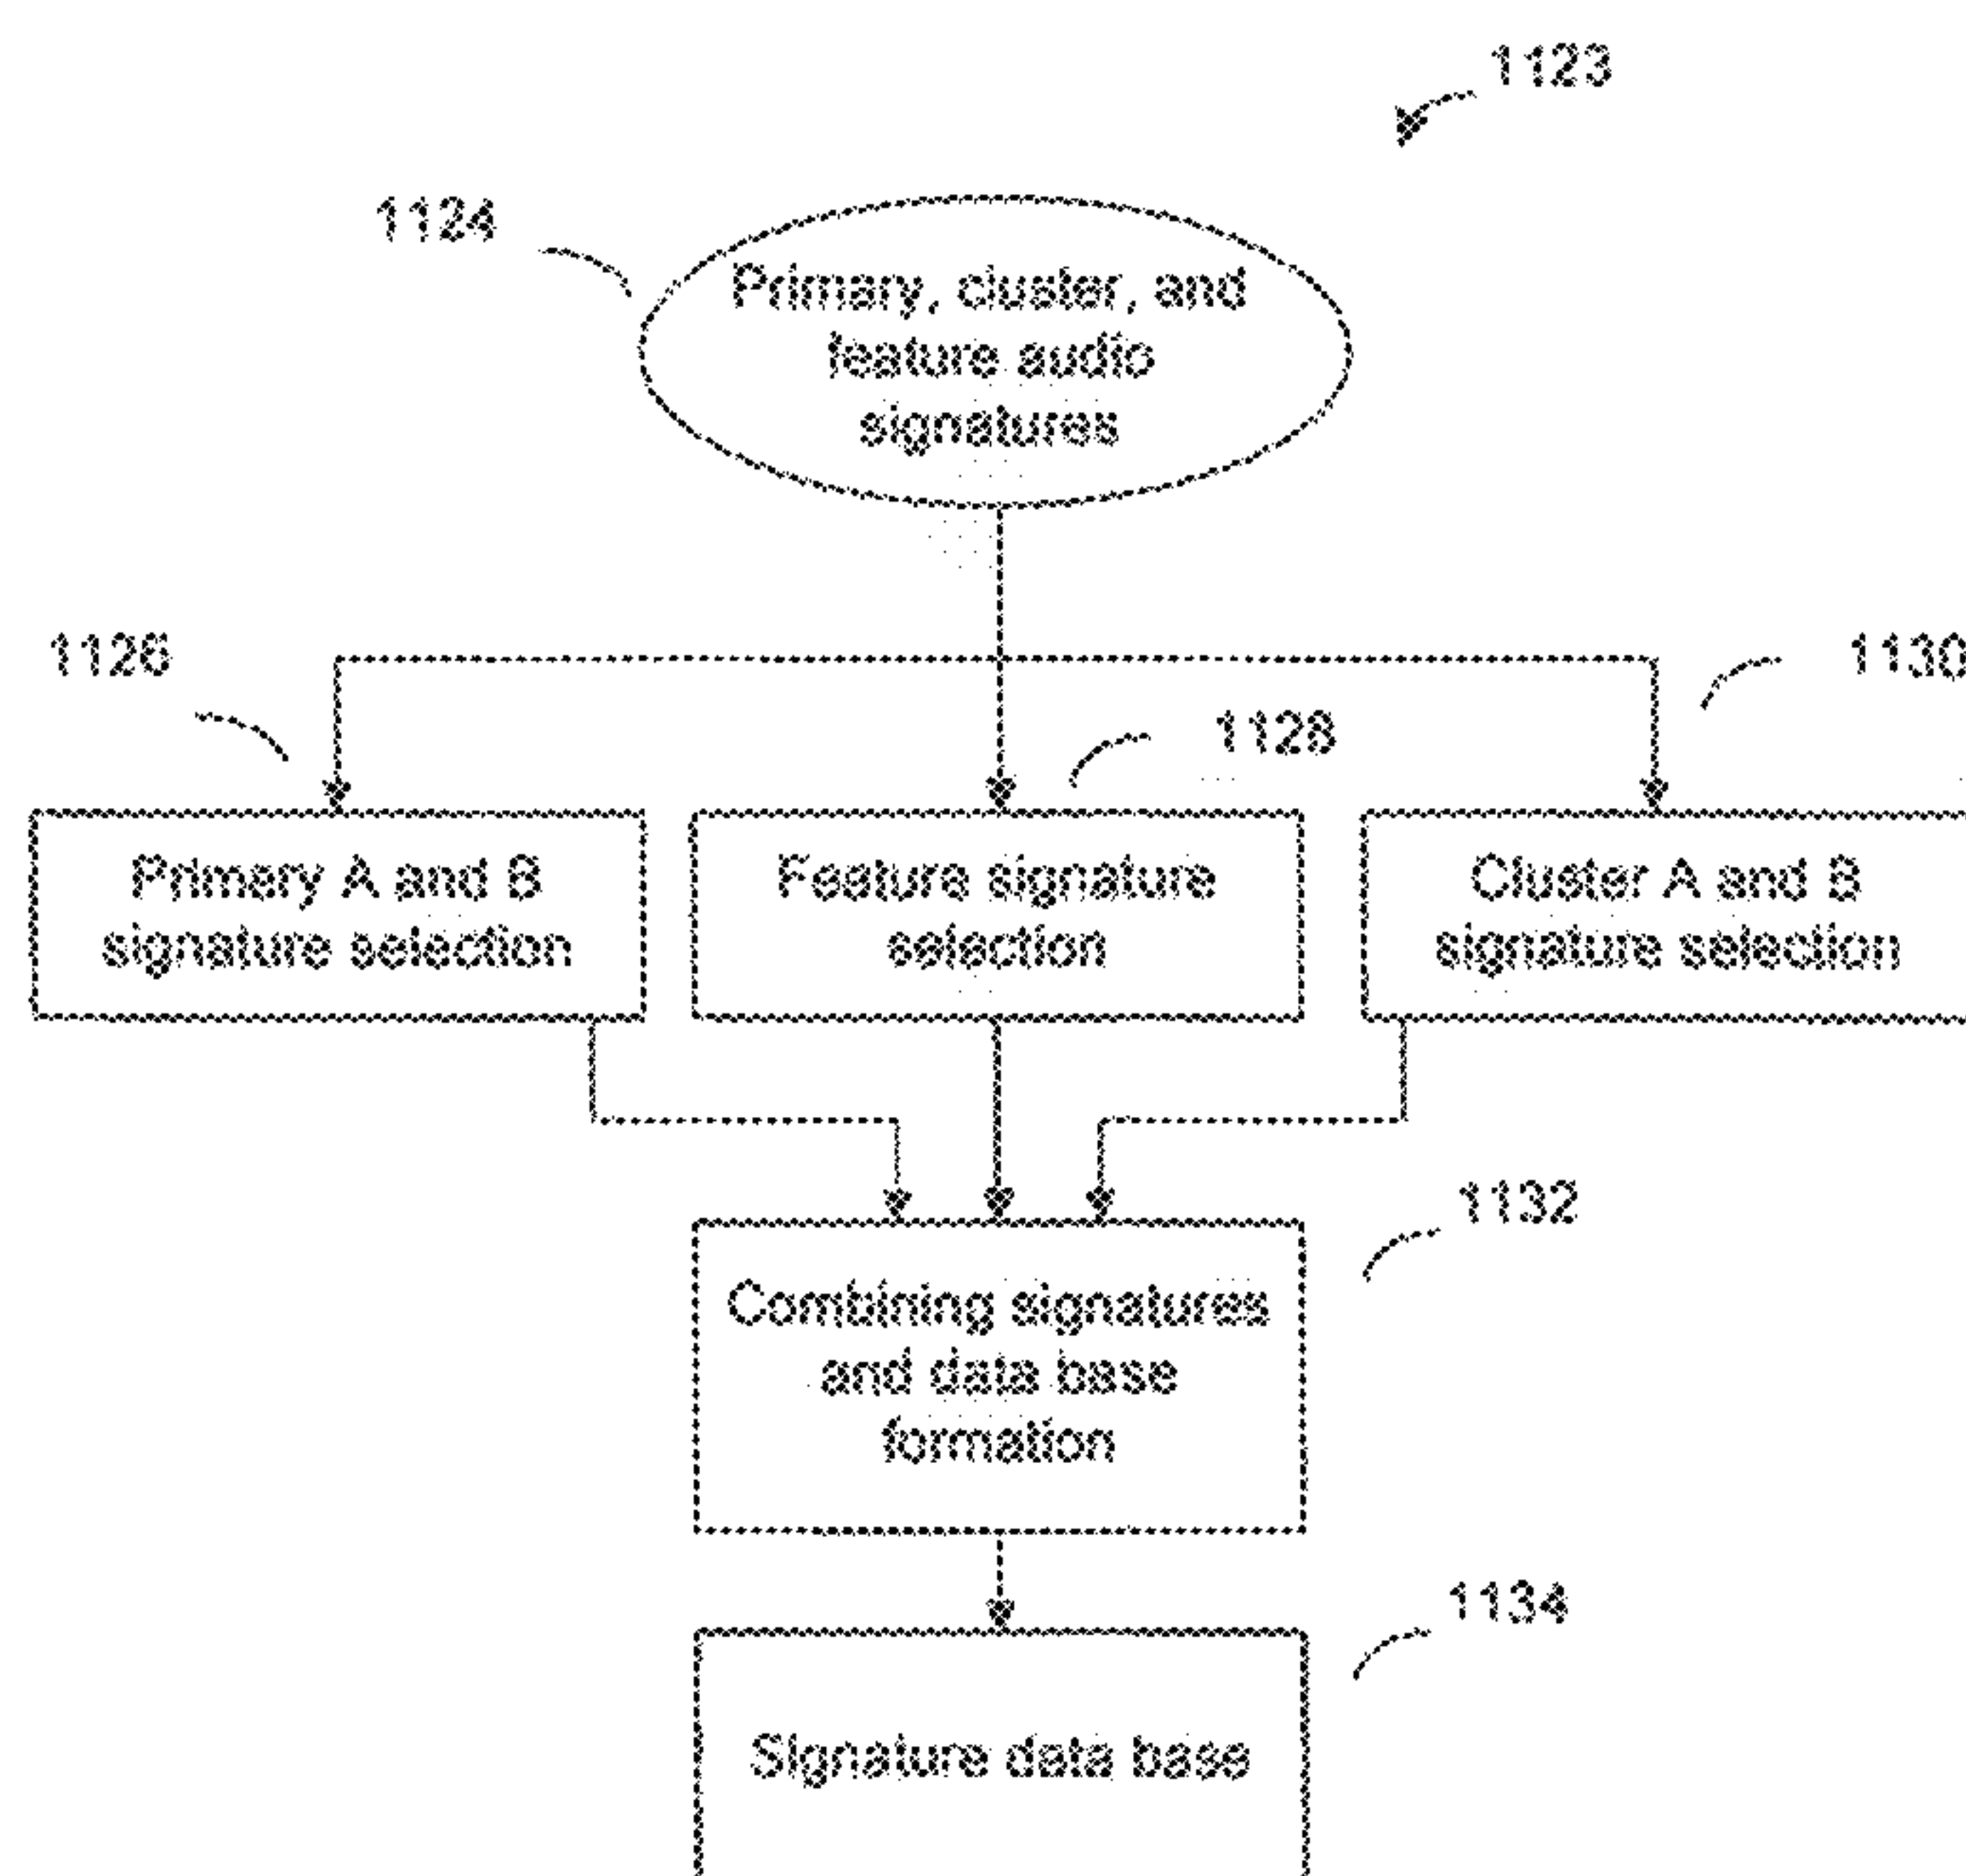 1123
1124
Primary, cluster, and
feature audio
signatures
1126
1130
1128
Primary A and B
signature selection
Feature signature
selection
Cluster A and B
signature selection
1132
Combining signatures
and data base
formation
1134
Signature data base